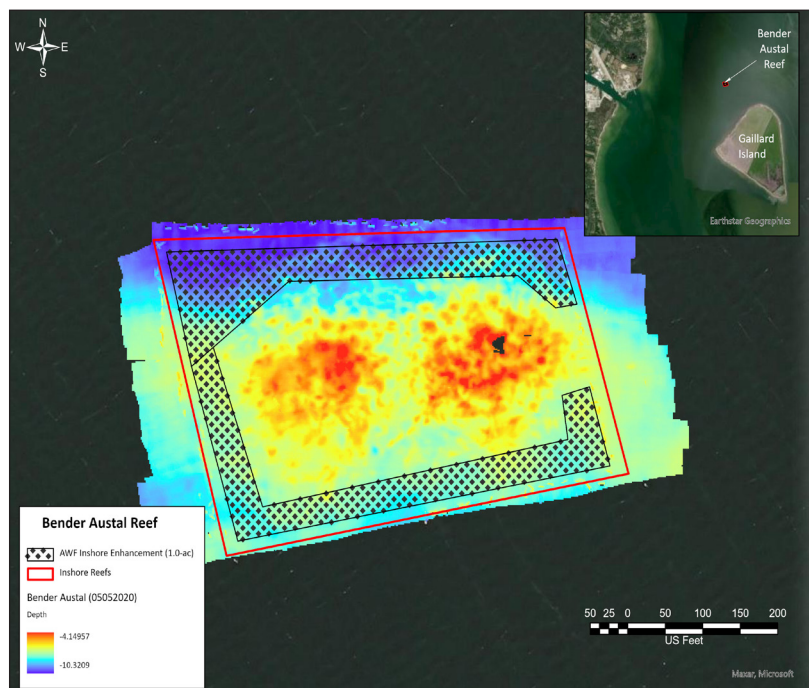 N
W E
S
Bender
Austal
Reef
Gaillard
Island
Earthstar Geographics
Bender Austal Reef
AWF Inshore Enhancement (1.0-ac)
Inshore Reefs
Bender Austal (05052020)
Depth
-4.14957
-10.3209
50 25 0 50 100 150 200
US Feet
Maxar, Microsoft